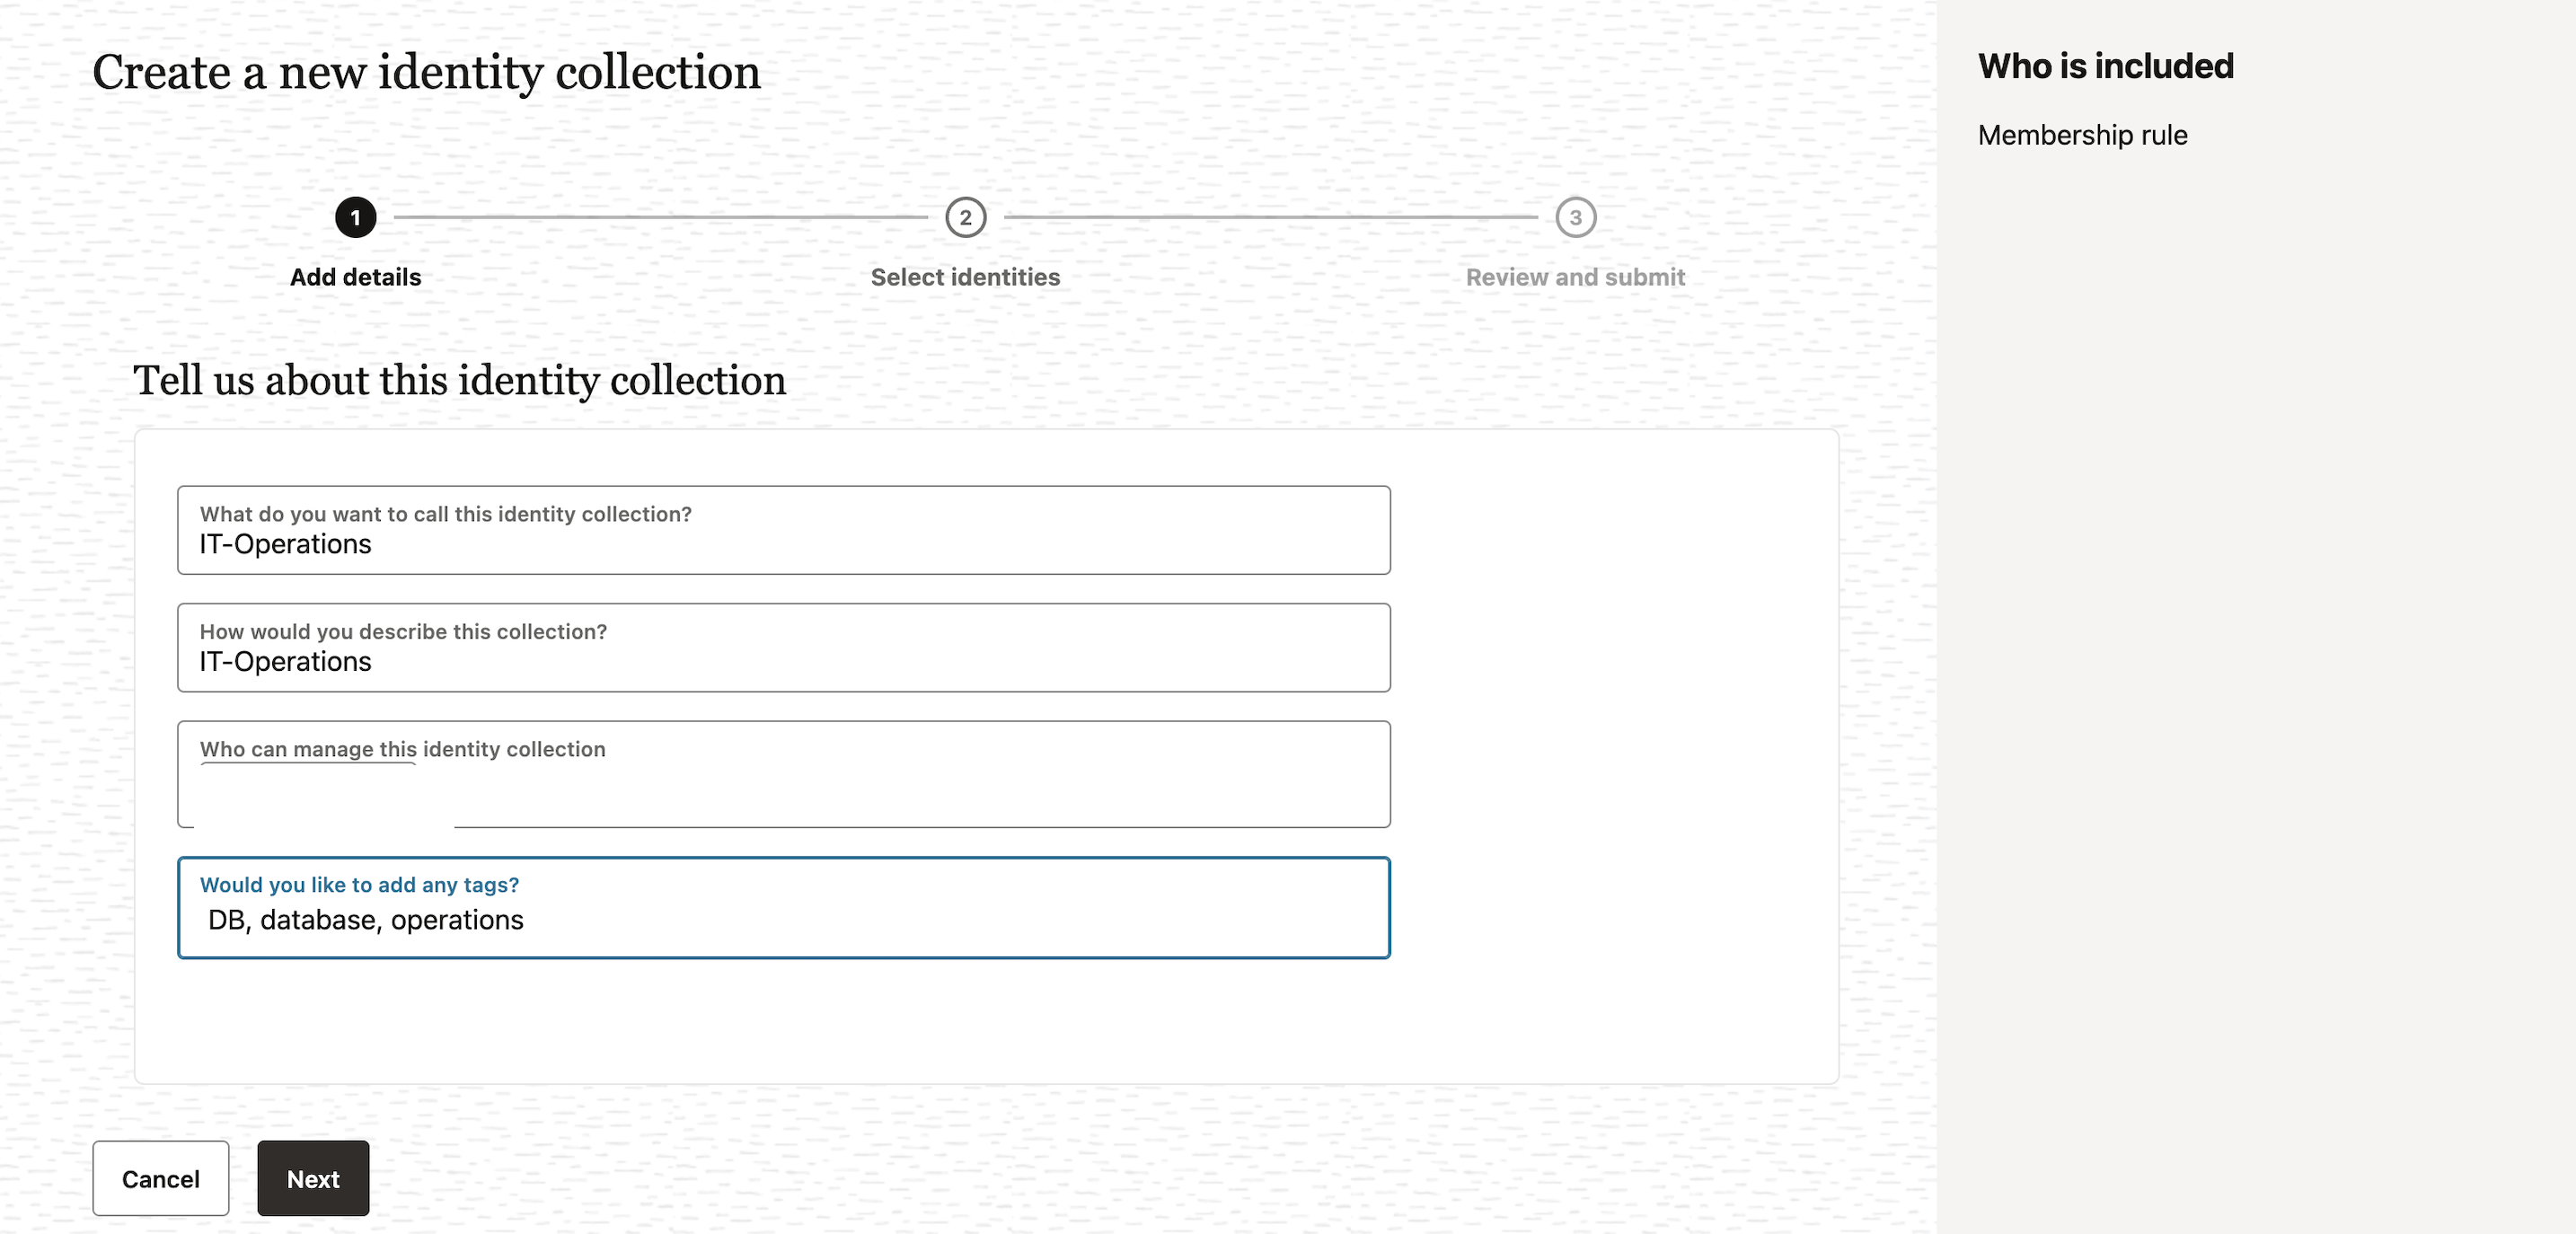 Create a new identity collection
1
2
3
Add details
Select identities
Review and submit
Tell us about this identity collection
What do you want to call this identity collection?
IT-Operations
How would you describe this collection?
IT-Operations
Who can manage this identity collection
Would you like to add any tags?
DB, database, operations
Cancel
Next
Who is included
Membership rule